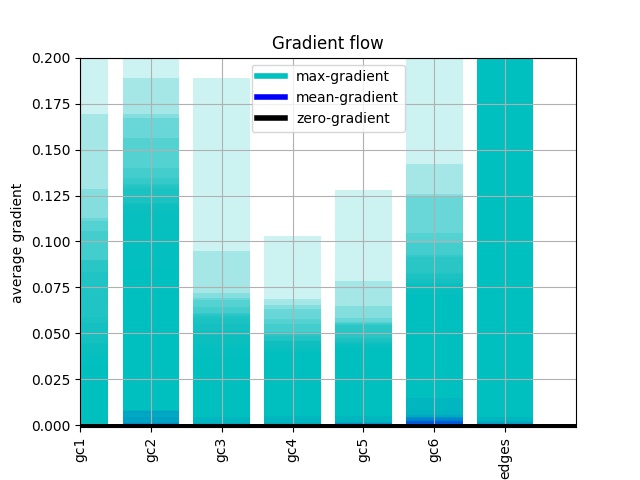 Gradient flow
max-gradient
mean-gradient
zero-gradient
average gradient
0.200
0.175
0.150
0.125
0.100
0.075
0.050
0.025
0.000
gc1
gc2
gc3
gc4
gc5
gc6
edges